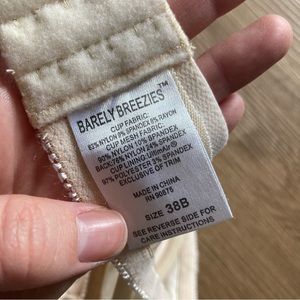 BARELY BREEZIES™
CUP FABRIC:
82% NYLON 9% SPANDEX 9% RAYON
CUP MESH FABRIC:
90% NYLON 10% SPANDEX
BACK: 76% NYLON 24% SPANDEX
CUP LINING: UltimAir®
97% POLYESTER 3% SPANDEX
EXCLUSIVE OF TRIM
MADE IN CHINA
RN 90875
SIZE 38B
SEE REVERSE SIDE FOR
CARE INSTRUCTIONS